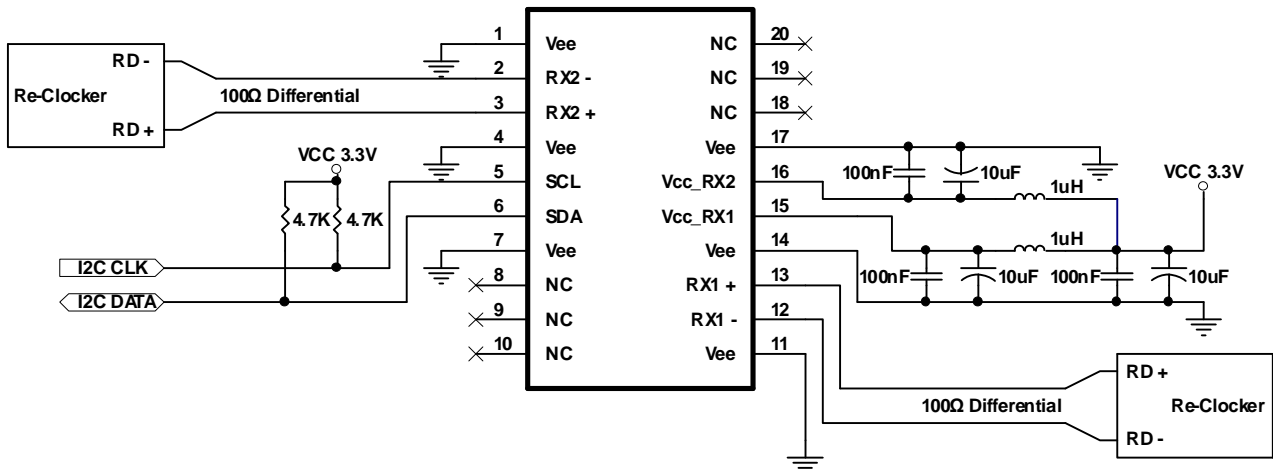 1 Vee NC 20
RD -
2 RX2 - NC 19
Re-Clocker 100Ω Differential
3 RX2 + NC 18
RD +
4 Vee Vee 17
VCC 3.3V
100nF 10uF
VCC 3.3V
5 SCL Vcc_RX2 16
1uH
6 SDA Vcc_RX1 15
4.7K 4.7K
1uH
7 Vee Vee 14
I2C CLK
100nF 10uF 100nF 10uF
8 NC RX1 + 13
I2C DATA
9 NC RX1 - 12
10 NC Vee 11
RD +
100Ω Differential Re-Clocker
RD -